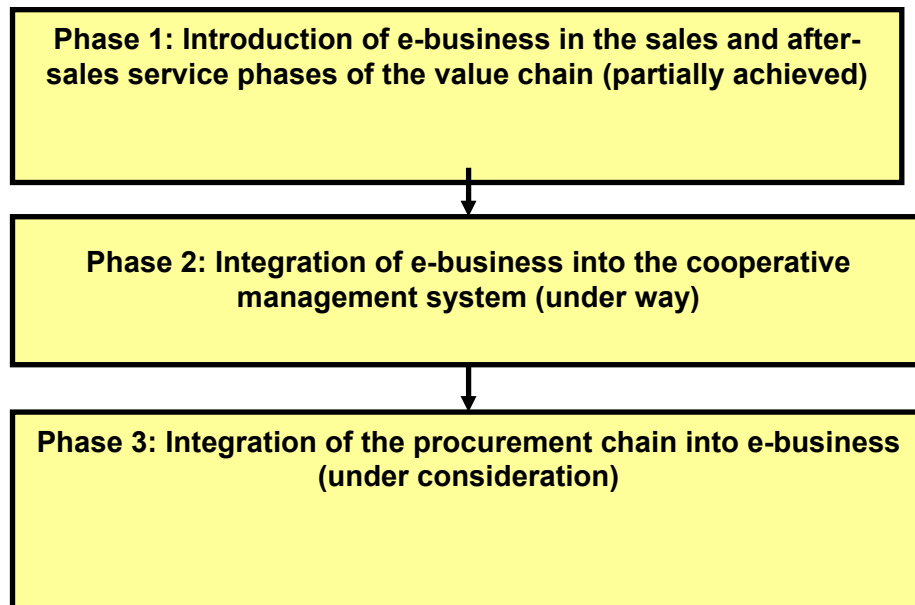 Phase 1: Introduction of e-business in the sales and after-
sales service phases of the value chain (partially achieved)
Phase 2: Integration of e-business into the cooperative
management system (under way)
Phase 3: Integration of the procurement chain into e-business
(under consideration)